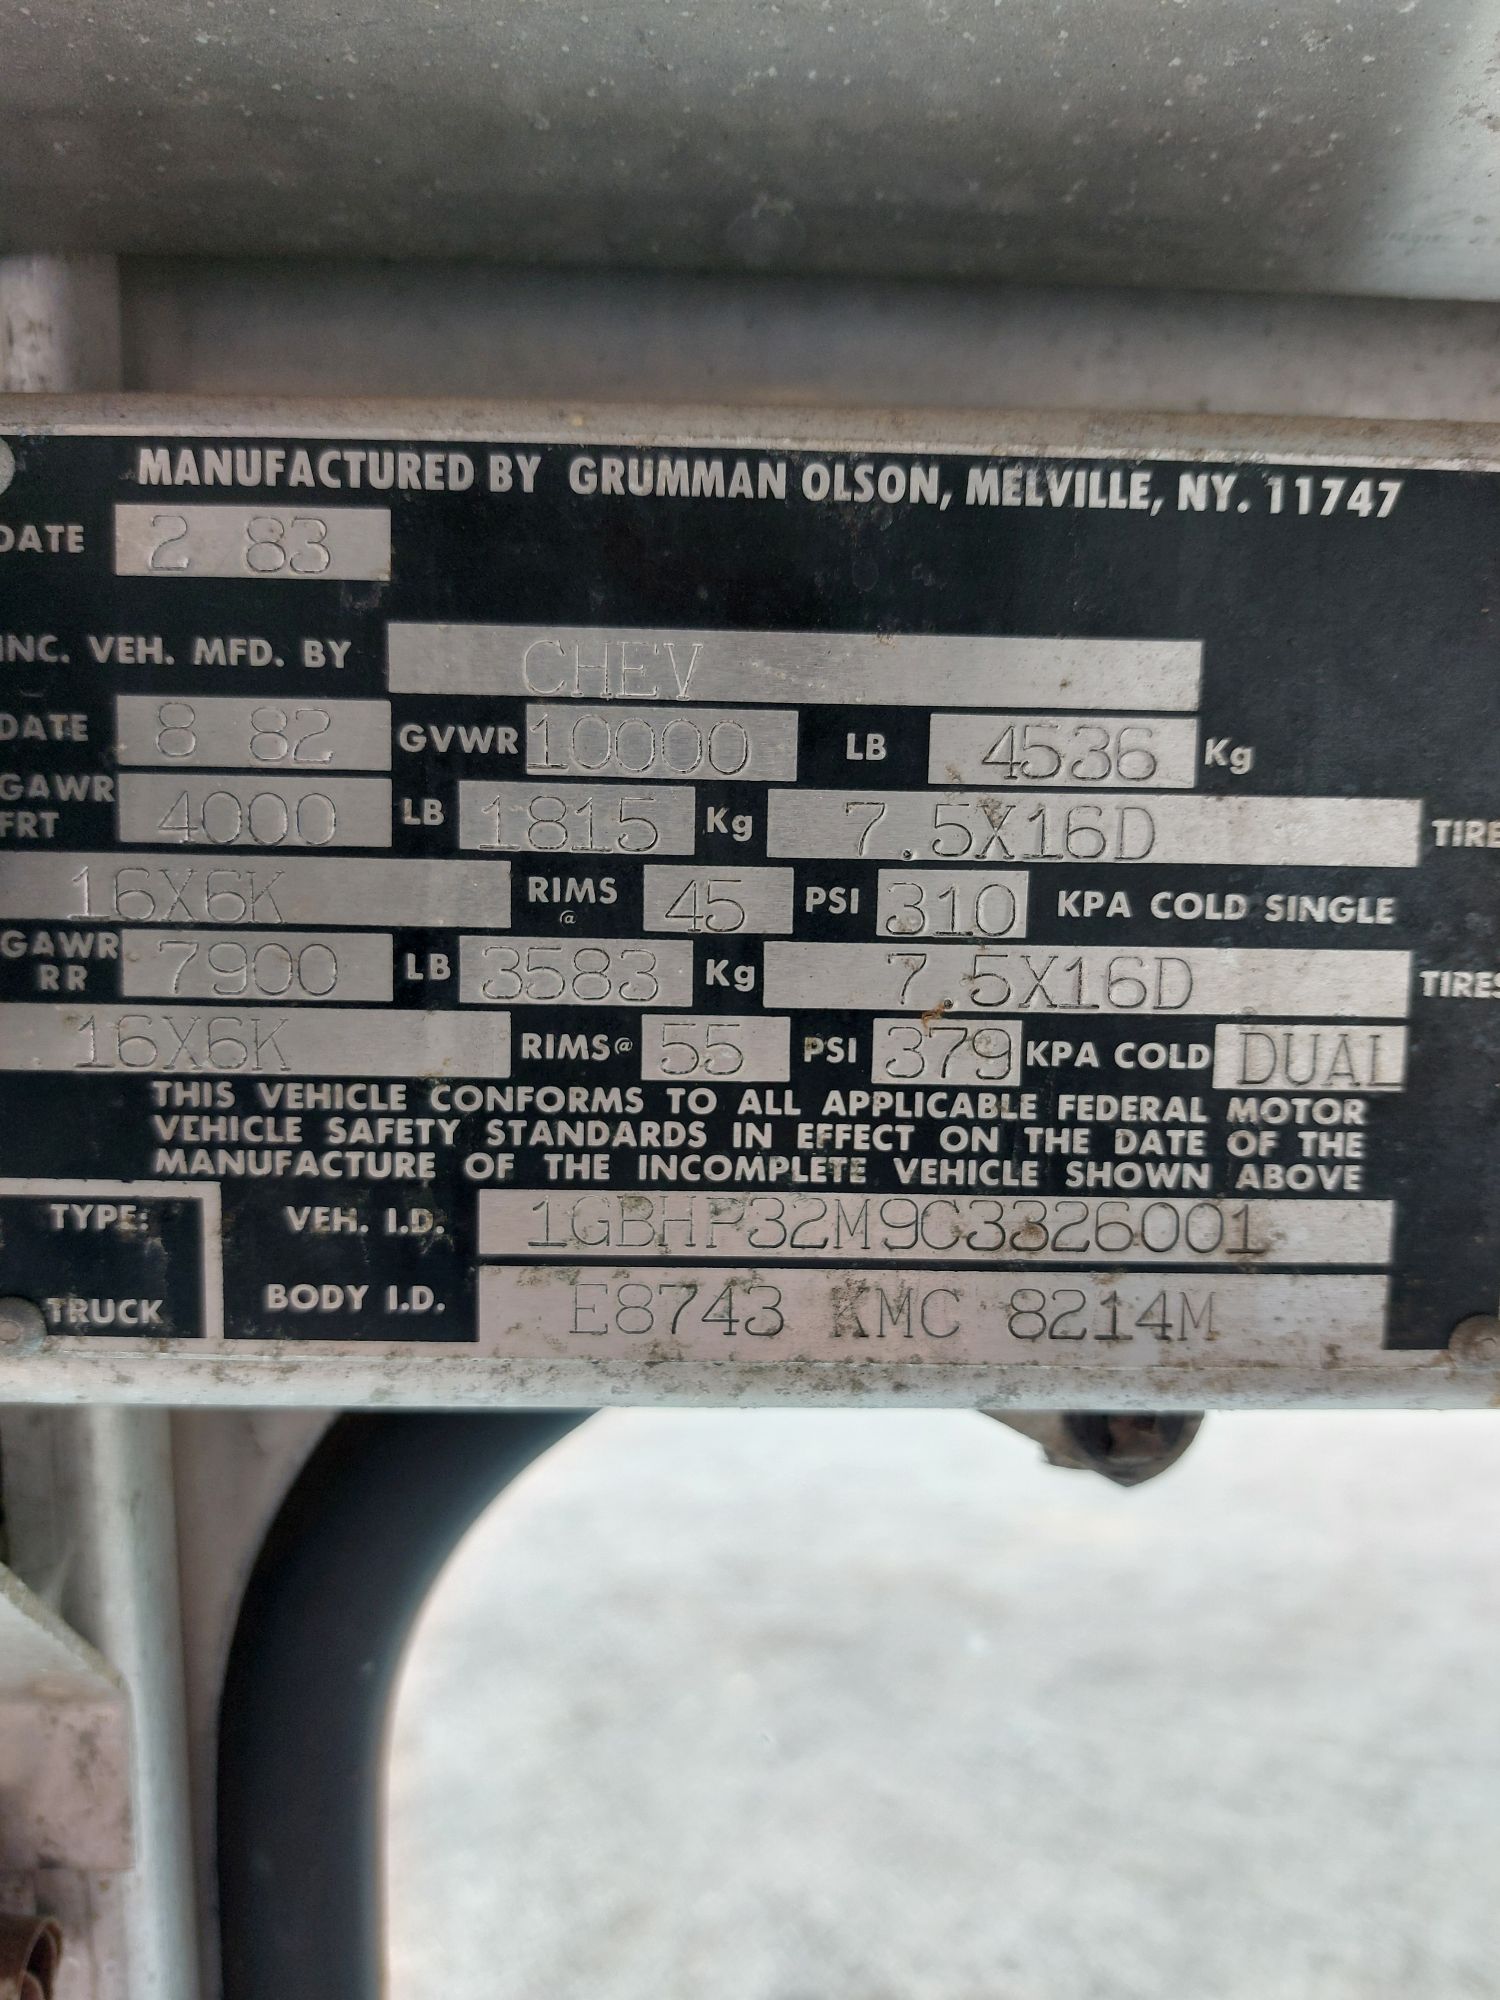 MANUFACTURED BY GRUMMAN OLSON, MELVILLE, NY. 11747
DATE 2 83
INC. VEH. MFD. BY CHEV
DATE 8 82 GVWR 10000 LB 4536 Kg
GAWR FRT 4000 LB 1815 Kg 7.5X16D TIRE
16X6K RIMS @ 45 PSI 310 KPA COLD SINGLE
GAWR RR 7900 LB 3583 Kg 7.5X16D TIRES
16X6K RIMS@ 55 PSI 379 KPA COLD DUAL
THIS VEHICLE CONFORMS TO ALL APPLICABLE FEDERAL MOTOR
VEHICLE SAFETY STANDARDS IN EFFECT ON THE DATE OF THE
MANUFACTURE OF THE INCOMPLETE VEHICLE SHOWN ABOVE
TYPE: VEH. I.D. 1GBHP32M9C3326001
TRUCK BODY I.D. E8743 KMC 8214M